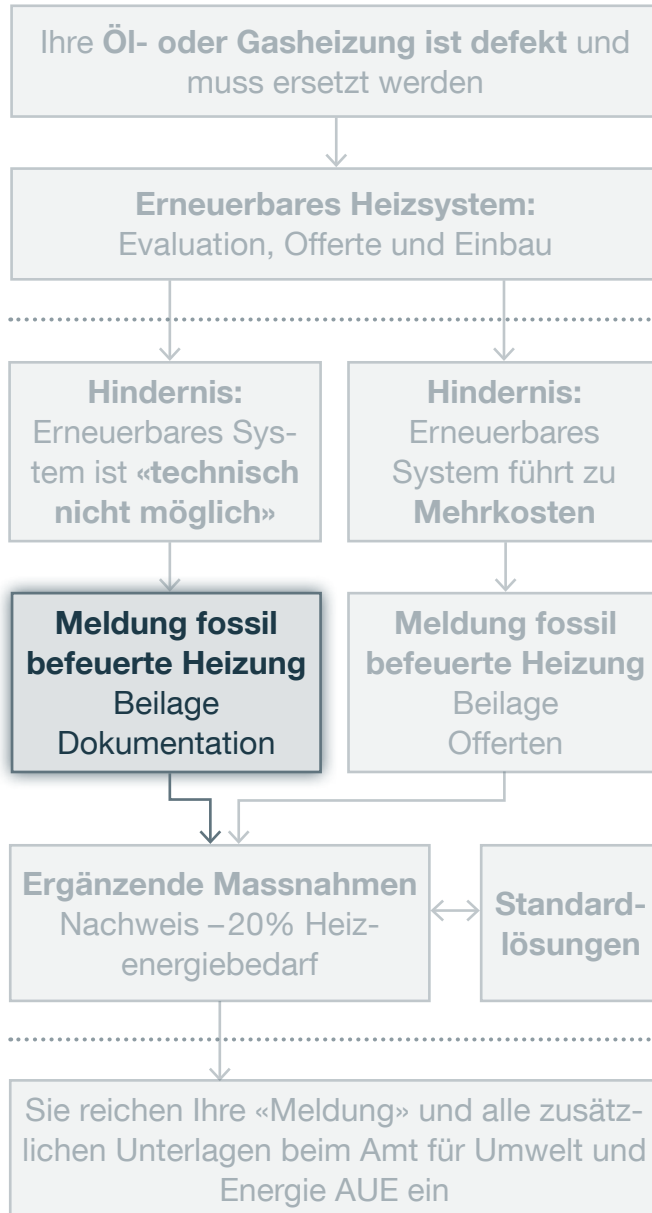 Ihre Öl- oder Gasheizung ist defekt und
muss ersetzt werden
Erneuerbares Heizsystem:
Evaluation, Offerte und Einbau
Hindernis:
Erneuerbares Sys-
tem ist «technisch
nicht möglich»
Hindernis:
Erneuerbares
System führt zu
Mehrkosten
Meldung fossil
befeuerte Heizung
Beilage
Dokumentation
Meldung fossil
befeuerte Heizung
Beilage
Offerten
Ergänzende Massnahmen
Nachweis –20% Heiz-
energiebedarf
Standard-
lösungen
Sie reichen Ihre «Meldung» und alle zusätz-
lichen Unterlagen beim Amt für Umwelt und
Energie AUE ein